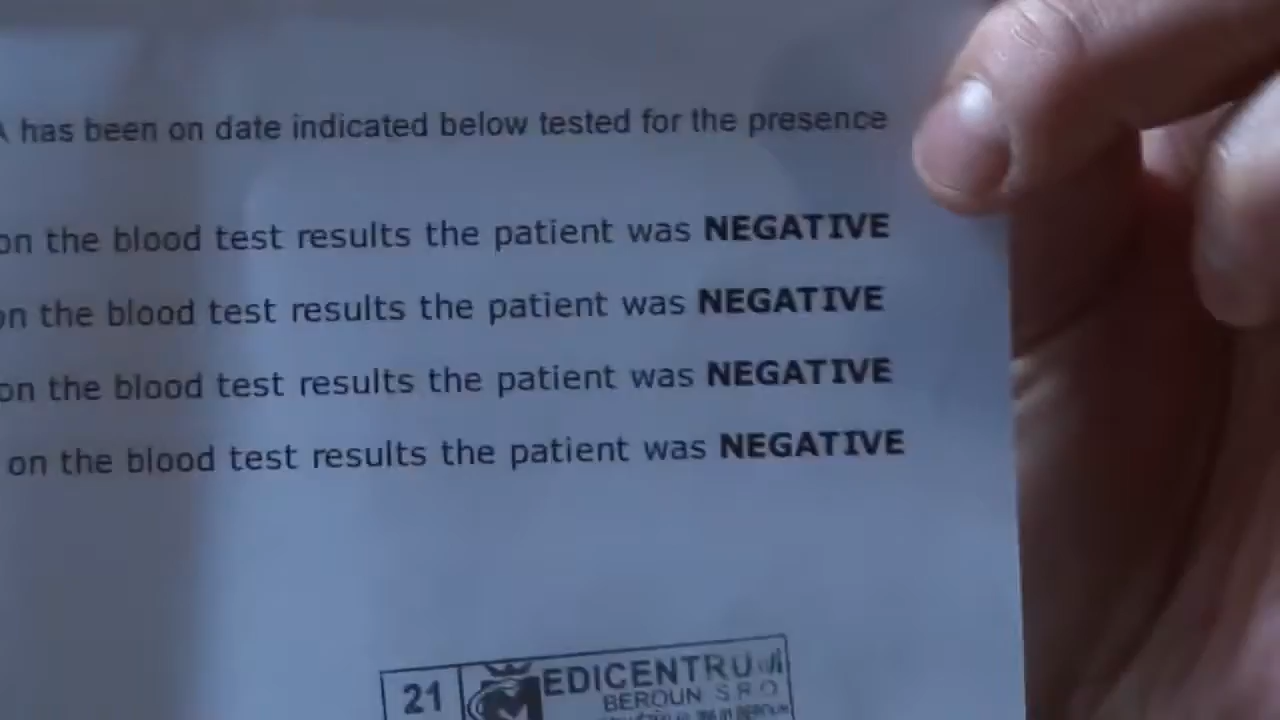 has been on date indicated below tested for the presence
on the blood test results the patient was NEGATIVE
on the blood test results the patient was NEGATIVE
on the blood test results the patient was NEGATIVE
on the blood test results the patient was NEGATIVE
21 MEDICENTRUM
BEROUN S.R.O.